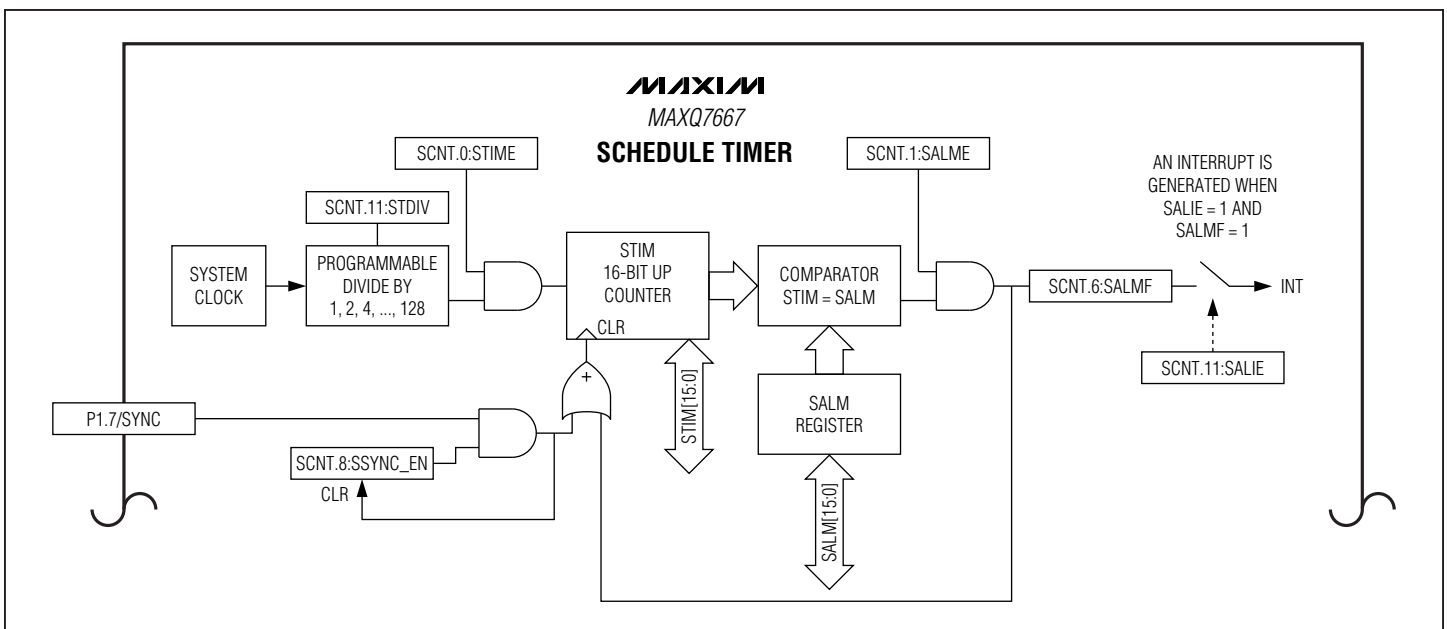 MAXIM
MAXQ7667
SCHEDULE TIMER
SCNT.0:STIME
SCNT.1:SALME
AN INTERRUPT IS
GENERATED WHEN
SALIE = 1 AND
SALMF = 1
SCNT.11:STDIV
SYSTEM
CLOCK
PROGRAMMABLE
DIVIDE BY
1, 2, 4, ..., 128
STIM
16-BIT UP
COUNTER
CLR
COMPARATOR
STIM = SALM
SCNT.6:SALMF
INT
SCNT.11:SALIE
+
P1.7/SYNC
SCNT.8:SSYNC_EN
CLR
STIM[15:0]
SALM
REGISTER
SALM[15:0]